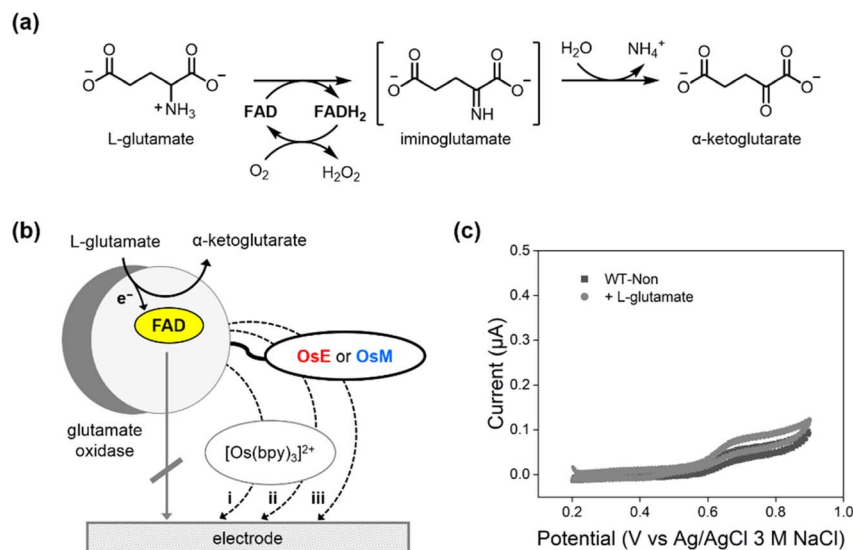 (a)
O
O
O⁻
⁻O
+NH₃
L-glutamate
FAD
FADH₂
O₂
H₂O₂
O
O
⁻O
O⁻
NH
iminoglutamate
H₂O
NH₄⁺
O
O
⁻O
O⁻
O
α-ketoglutarate
(b)
L-glutamate
α-ketoglutarate
e⁻
FAD
OsE or OsM
glutamate
oxidase
[Os(bpy)₃]²⁺
i
ii
iii
electrode
(c)
WT-Non
+ L-glutamate
Current (μA)
0.5
0.4
0.3
0.2
0.1
0.0
0.2
0.4
0.6
0.8
1.0
Potential (V vs Ag/AgCl 3 M NaCl)